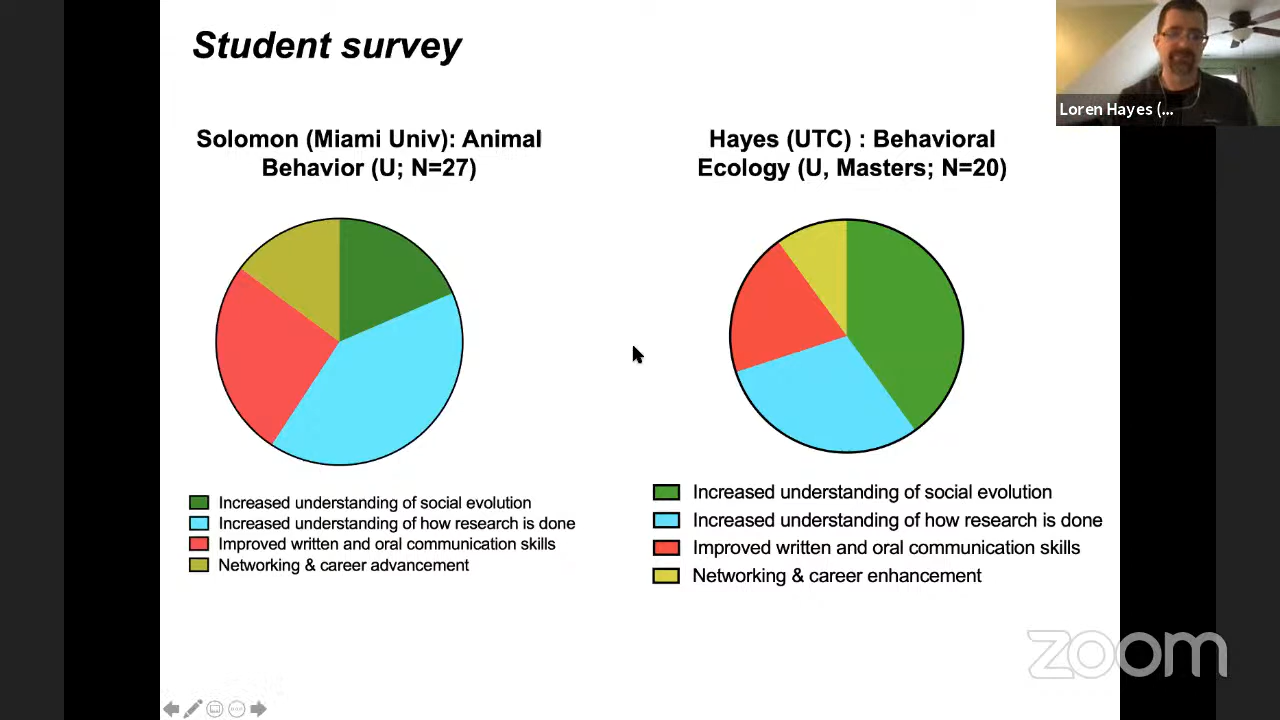 Student survey
Loren Hayes (...
Solomon (Miami Univ): Animal
Behavior (U; N=27)
Hayes (UTC) : Behavioral
Ecology (U, Masters; N=20)
Increased understanding of social evolution
Increased understanding of how research is done
Improved written and oral communication skills
Networking & career advancement
Increased understanding of social evolution
Increased understanding of how research is done
Improved written and oral communication skills
Networking & career enhancement
zoom